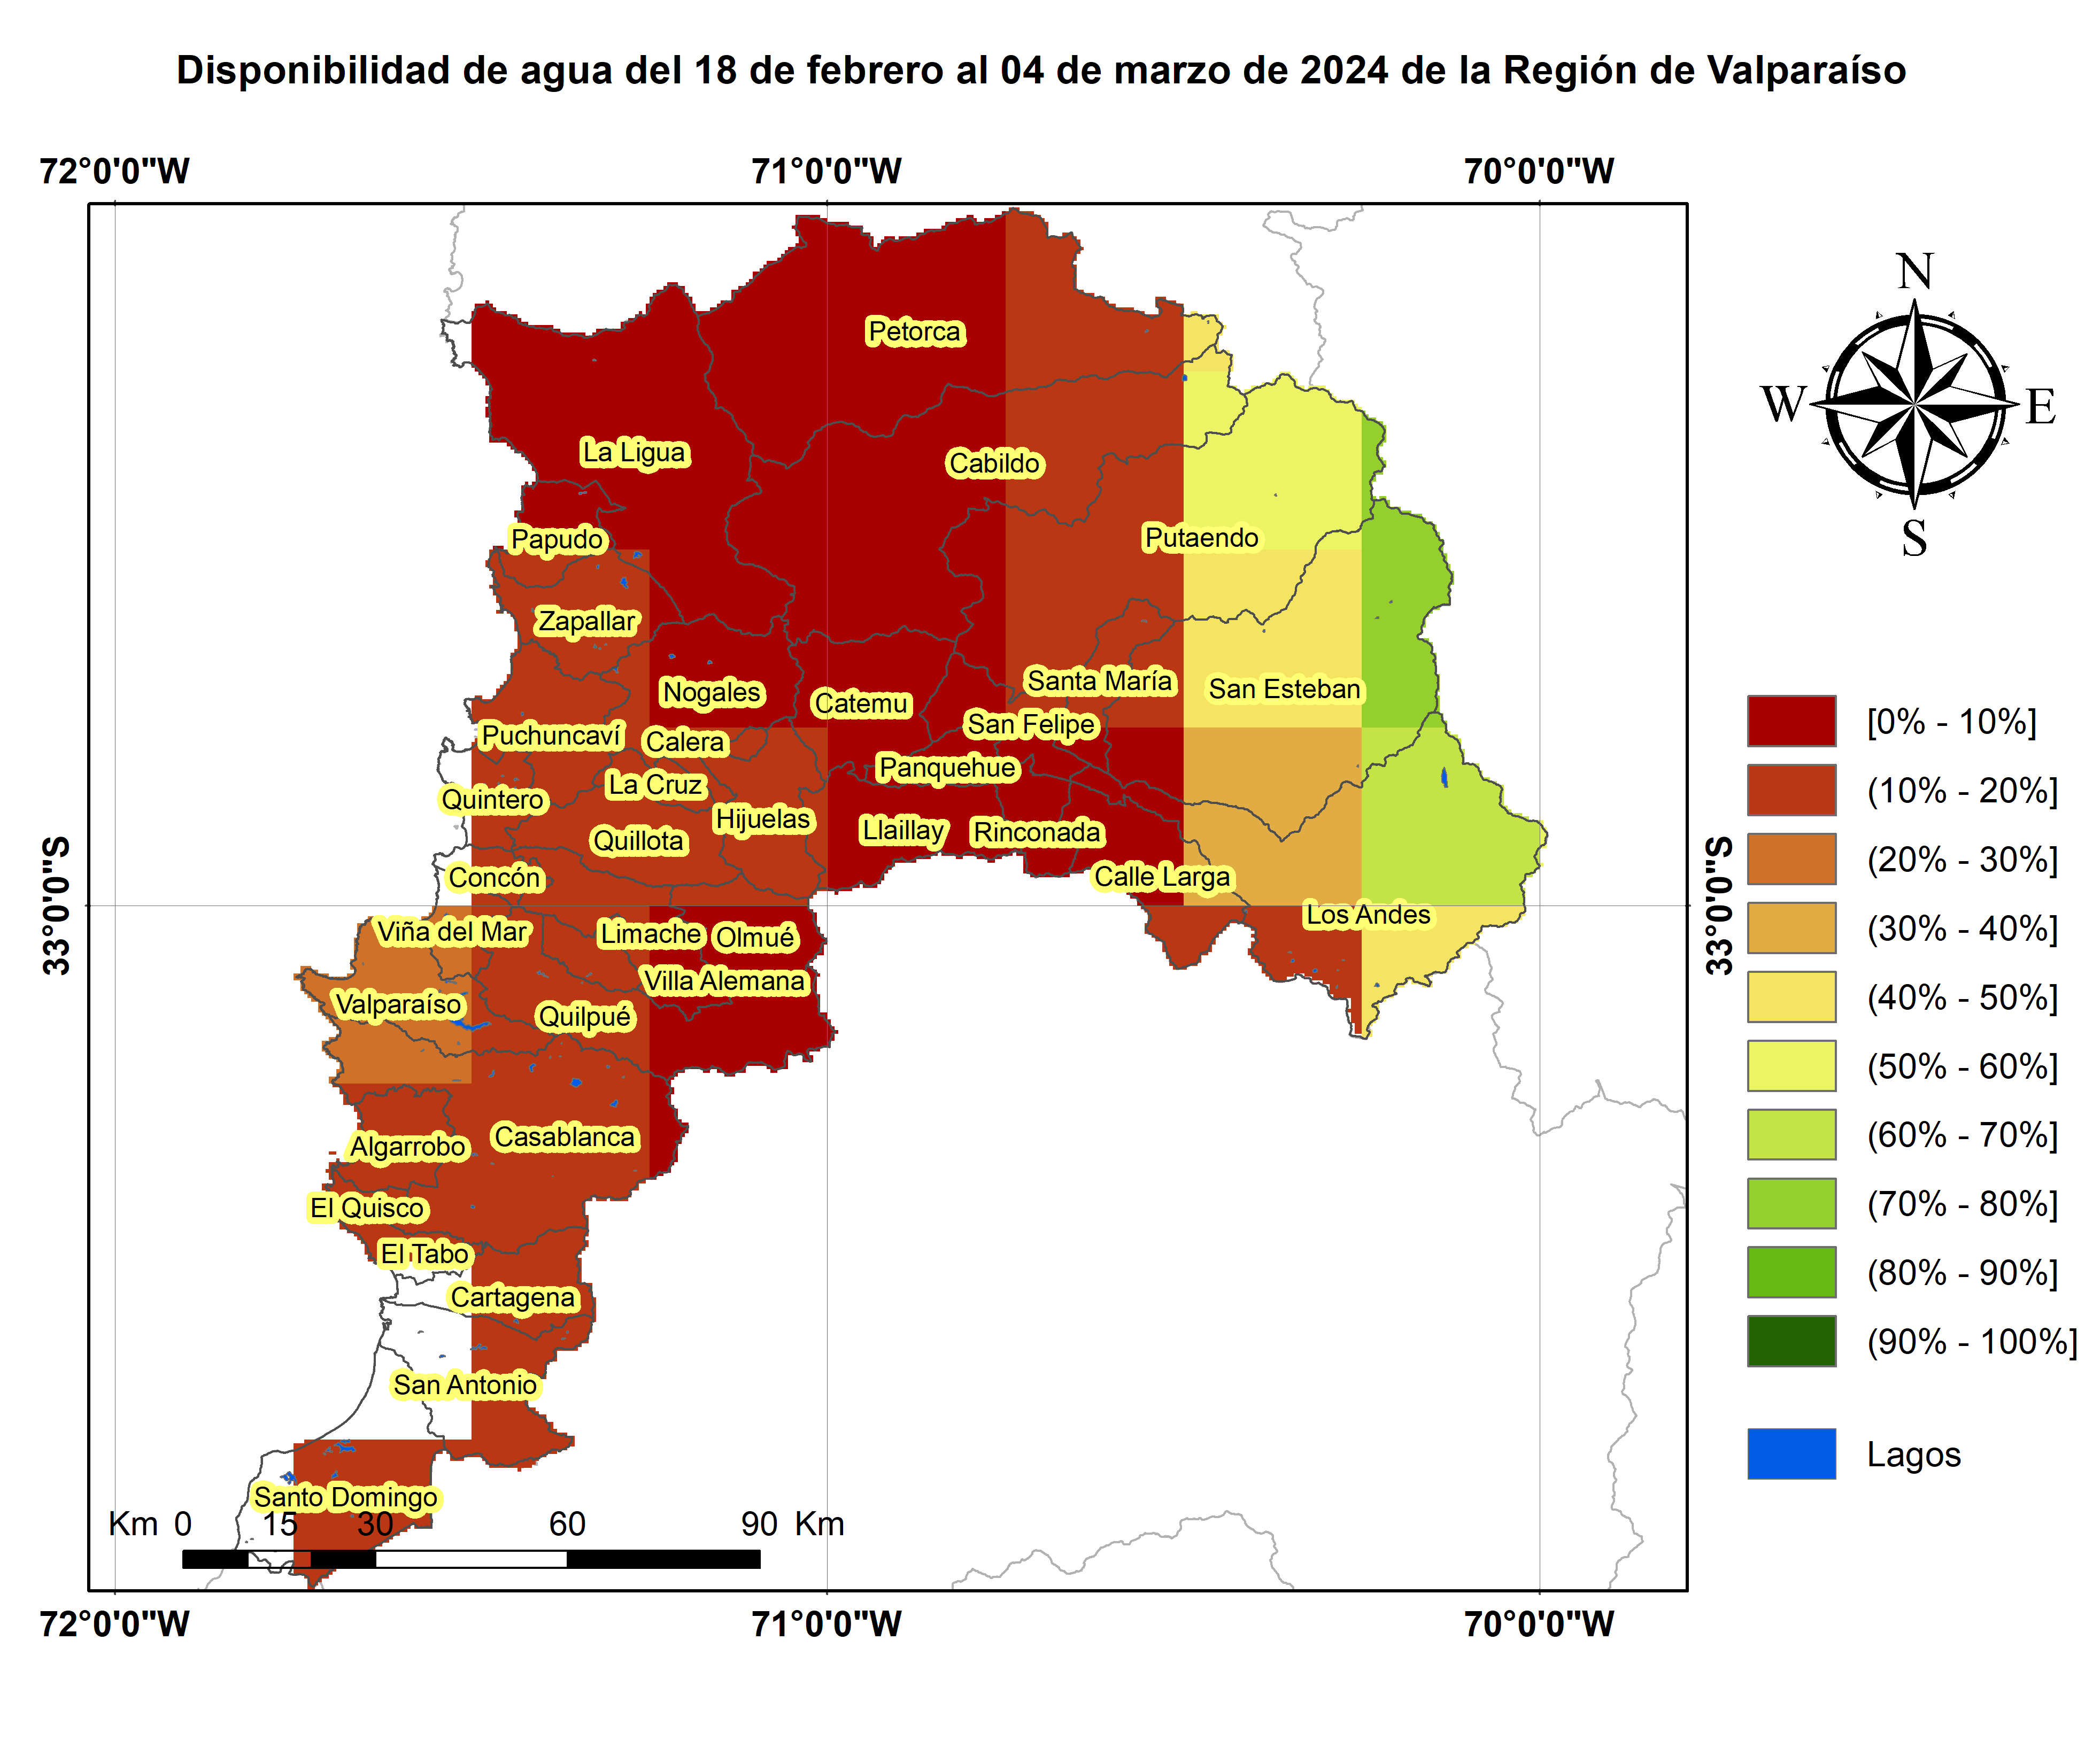 Disponibilidad de agua del 18 de febrero al 04 de marzo de 2024 de la Región de Valparaíso
72°0'0"W
71°0'0"W
70°0'0"W
N
W
E
S
Petorca
La Ligua
Cabildo
Papudo
Putaendo
Zapallar
Santa María
San Esteban
Nogales
Catemu
San Felipe
Puchuncaví
Calera
Panquehue
La Cruz
Quintero
Hijuelas
Llaillay
Rinconada
Quillota
Concón
Calle Larga
Los Andes
Viña del Mar
Limache
Olmué
Villa Alemana
Valparaíso
Quilpué
Algarrobo
Casablanca
El Quisco
El Tabo
Cartagena
San Antonio
Santo Domingo
33°0'0"S
33°0'0"S
[0% - 10%]
(10% - 20%]
(20% - 30%]
(30% - 40%]
(40% - 50%]
(50% - 60%]
(60% - 70%]
(70% - 80%]
(80% - 90%]
(90% - 100%]
Lagos
Km 0 15 30 60 90 Km
72°0'0"W
71°0'0"W
70°0'0"W